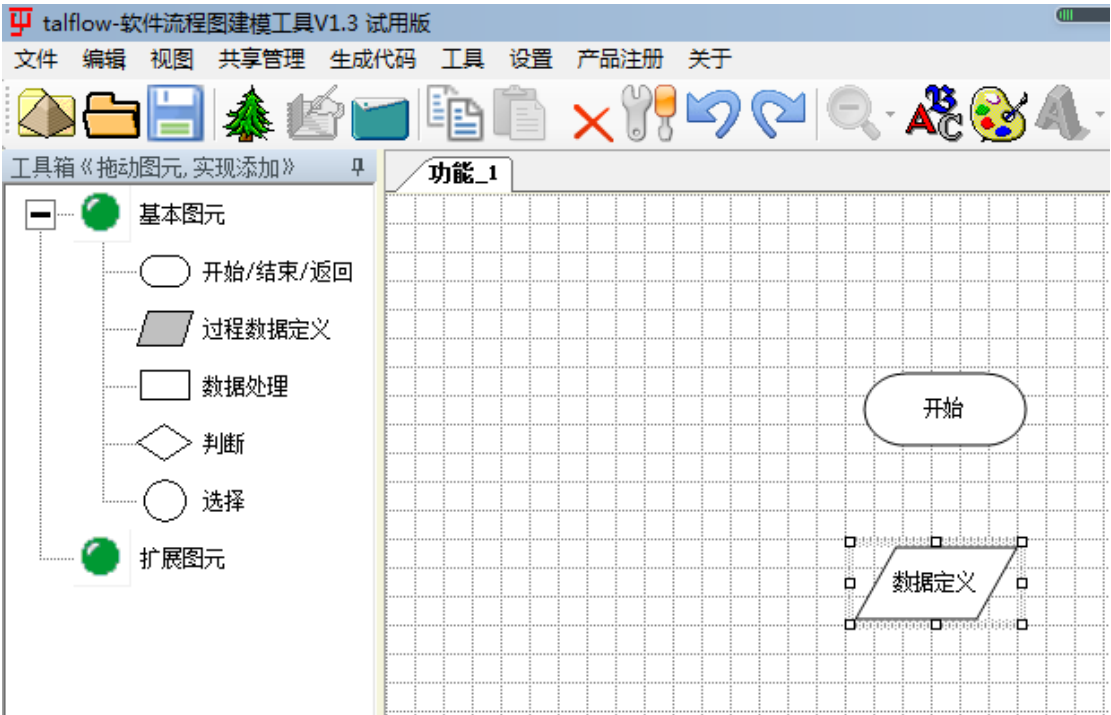 talflow-软件流程图建模工具V1.3 试用版
文件 编辑 视图 共享管理 生成代码 工具 设置 产品注册 关于
ABC A
工具箱《拖动图元,实现添加》
功能_1
基本图元
开始/结束/返回
过程数据定义
数据处理
判断
选择
扩展图元
开始
数据定义